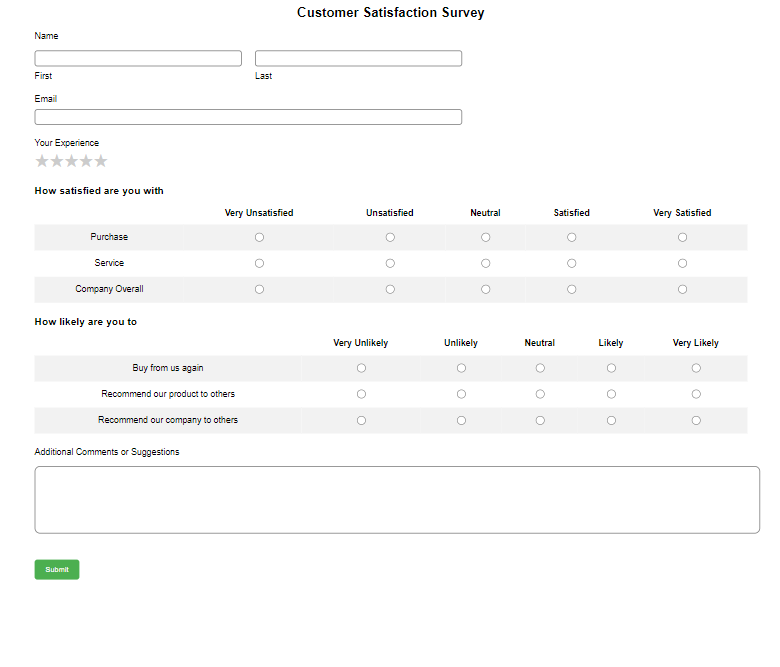 Customer Satisfaction Survey
Name
First Last
Email
Your Experience
How satisfied are you with
Very Unsatisfied Unsatisfied Neutral Satisfied Very Satisfied
Purchase
Service
Company Overall
How likely are you to
Very Unlikely Unlikely Neutral Likely Very Likely
Buy from us again
Recommend our product to others
Recommend our company to others
Additional Comments or Suggestions
Submit